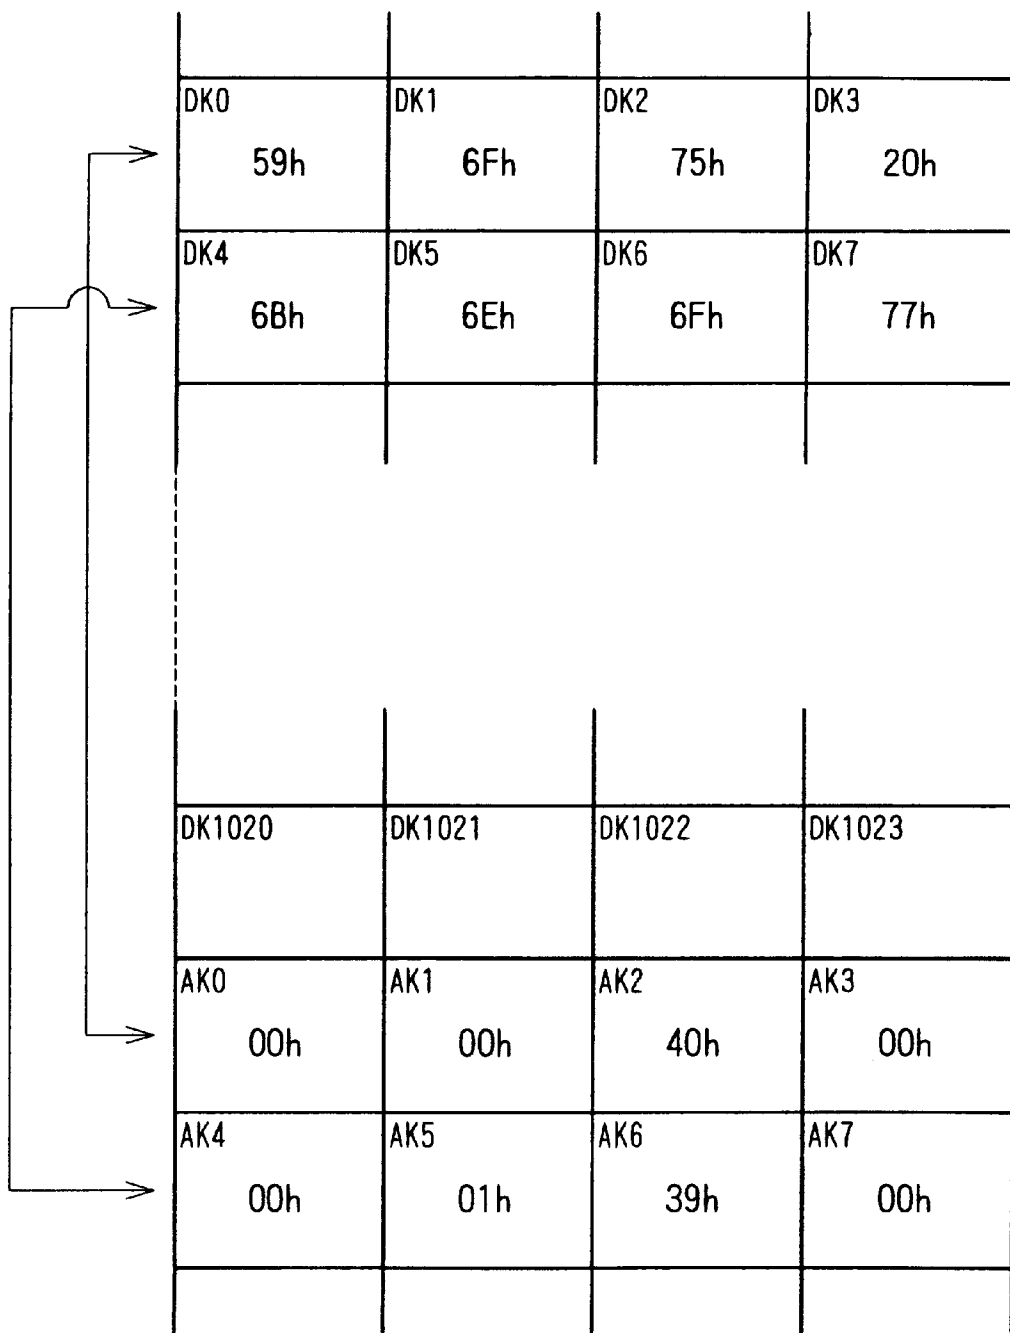 DK0 DK1 DK2 DK3
59h 6Fh 75h 20h
DK4 DK5 DK6 DK7
6Bh 6Eh 6Fh 77h
DK1020 DK1021 DK1022 DK1023
AK0 AK1 AK2 AK3
00h 00h 40h 00h
AK4 AK5 AK6 AK7
00h 01h 39h 00h